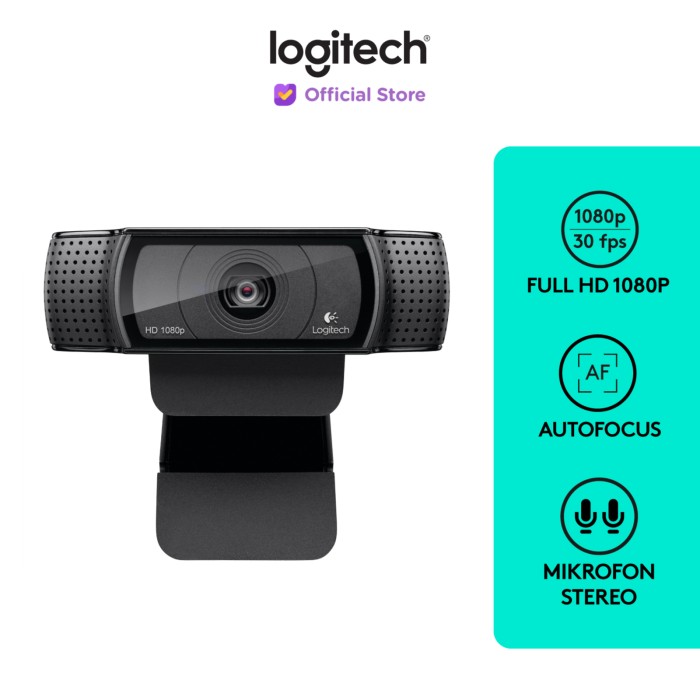 logitech®
Official Store
HD 1080p
Logitech
1080p
30 fps
FULL HD 1080P
AF
AUTOFOCUS
MIKROFON
STEREO